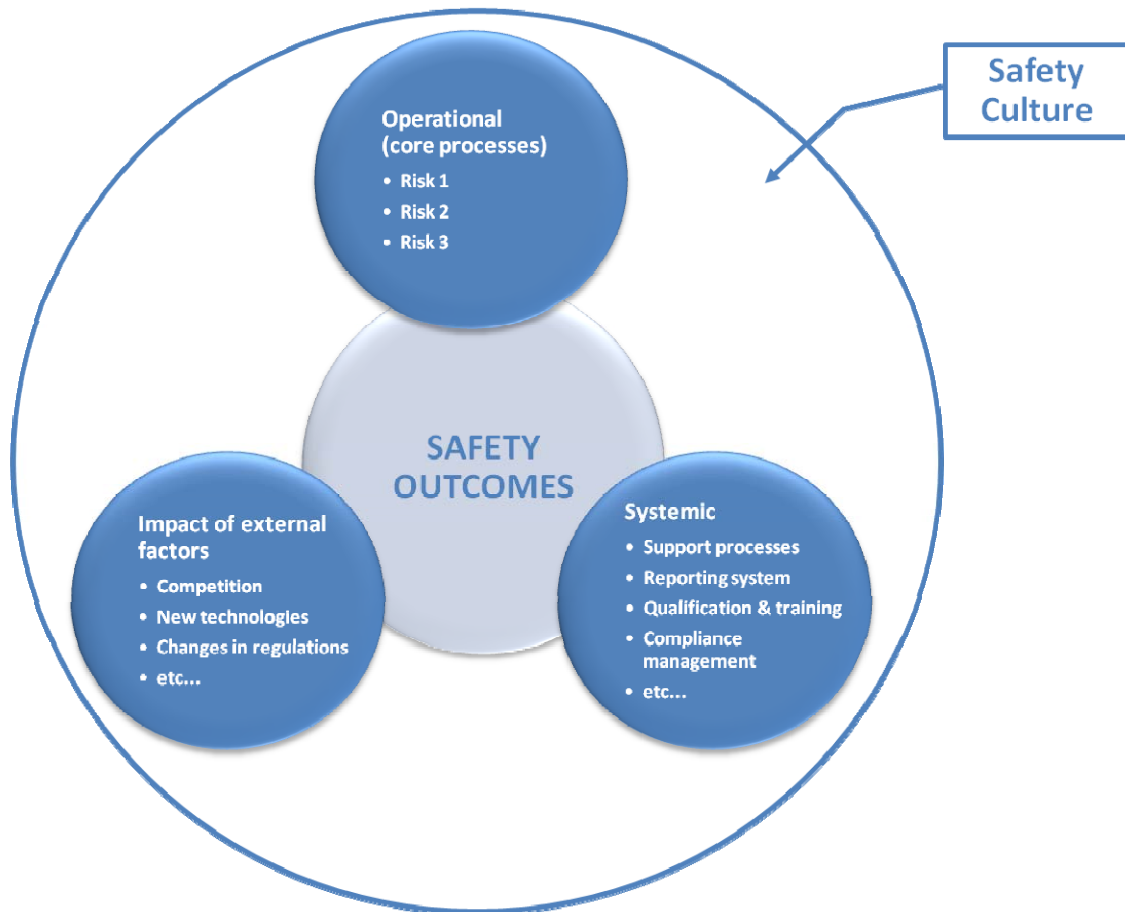 Safety
Culture
Operational
(core processes)
• Risk 1
• Risk 2
• Risk 3
SAFETY
OUTCOMES
Impact of external
factors
• Competition
• New technologies
• Changes in regulations
• etc...
Systemic
• Support processes
• Reporting system
• Qualification & training
• Compliance
management
• etc...